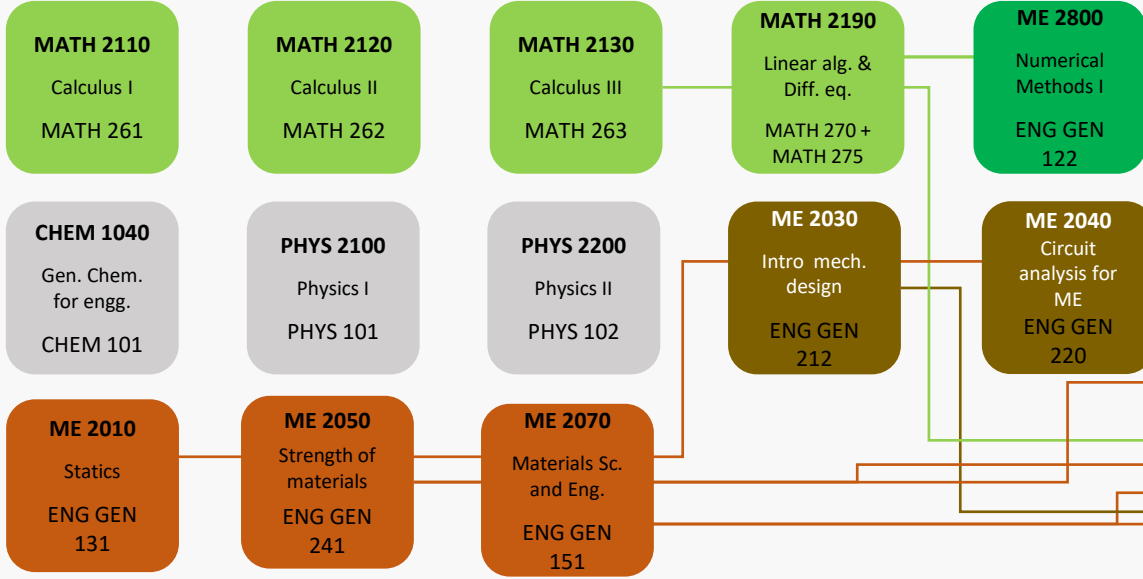 MATH 2110
Calculus I
MATH 261
MATH 2120
Calculus II
MATH 262
MATH 2130
Calculus III
MATH 263
MATH 2190
Linear alg. &
Diff. eq.
MATH 270 +
MATH 275
ME 2800
Numerical
Methods I
ENG GEN
122
CHEM 1040
Gen. Chem.
for engg.
CHEM 101
PHYS 2100
Physics I
PHYS 101
PHYS 2200
Physics II
PHYS 102
ME 2030
Intro mech.
design
ENG GEN
212
ME 2040
Circuit
analysis for
ME
ENG GEN
220
ME 2010
Statics
ENG GEN
131
ME 2050
Strength of
materials
ENG GEN
241
ME 2070
Materials Sc.
and Eng.
ENG GEN
151